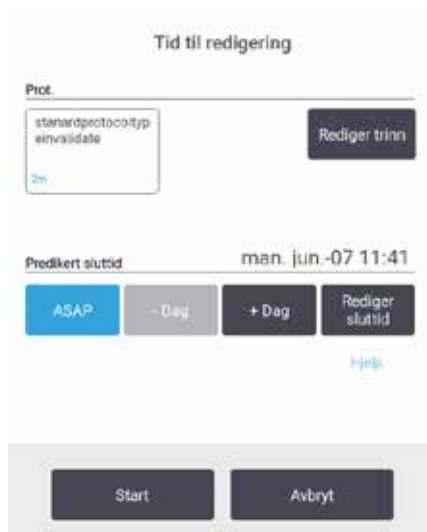 Tid til redigering
Prot.
stanardprotocoltyp
einvalidate
Rediger trinn
2m
Predikert sluttid
man. jun.-07 11:41
ASAP
- Dag
+ Dag
Rediger
sluttid
Hjelp
Start
Avbryt